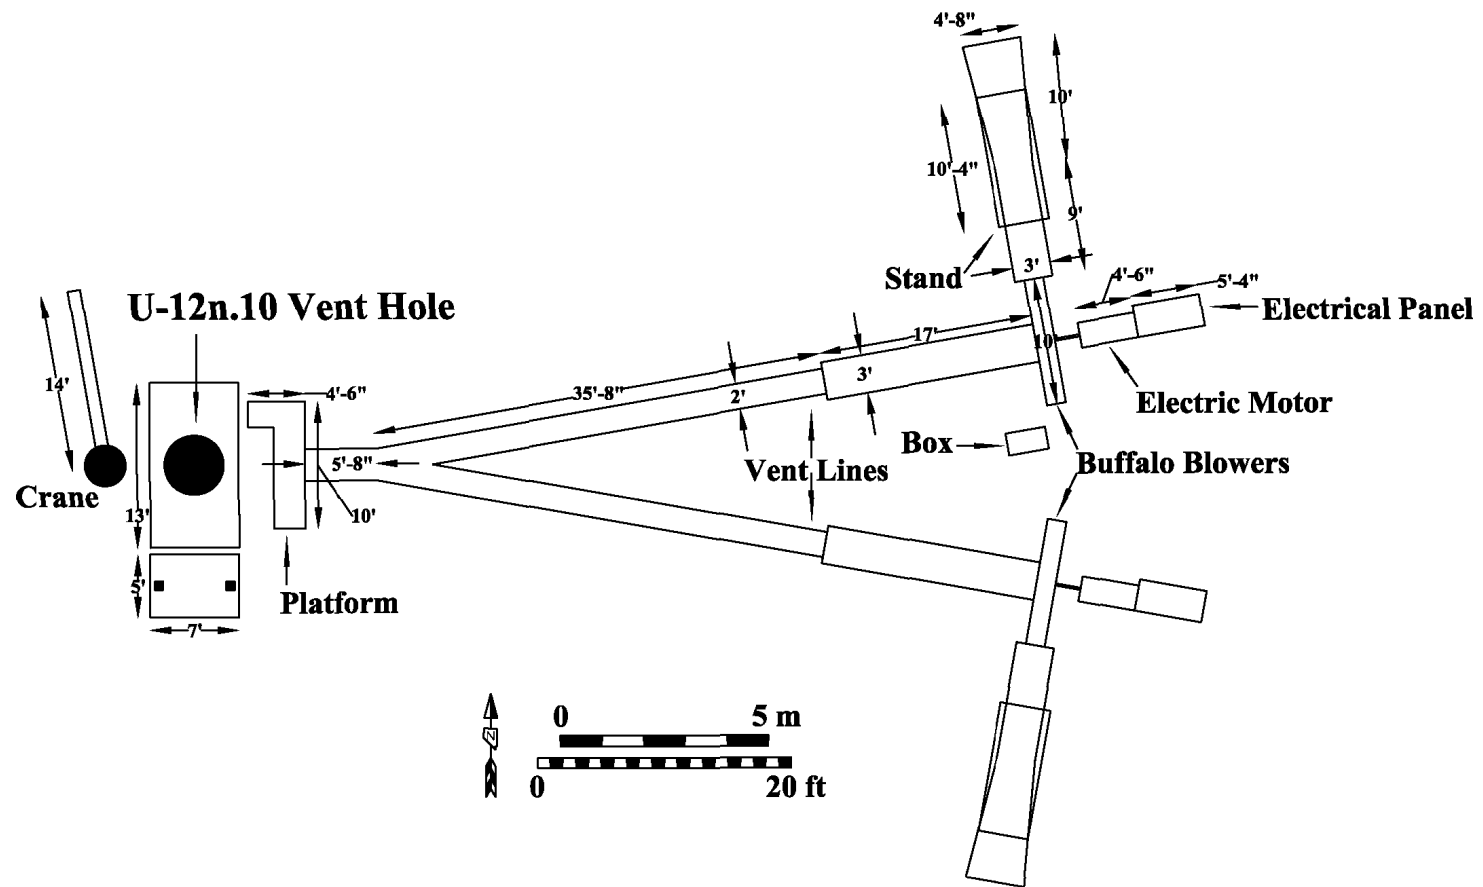 4'-8"
10'
10'-4"
9'
Stand
3'
4'-6"
5'-4"
Electrical Panel
U-12n.10 Vent Hole
17'
10'
14'
35'-8"
3'
2'
4'-6"
Electric Motor
Box
Vent Lines
Buffalo Blowers
5'-8"
Crane
13'
10'
5'
Platform
7'
N
0 5 m
0 20 ft